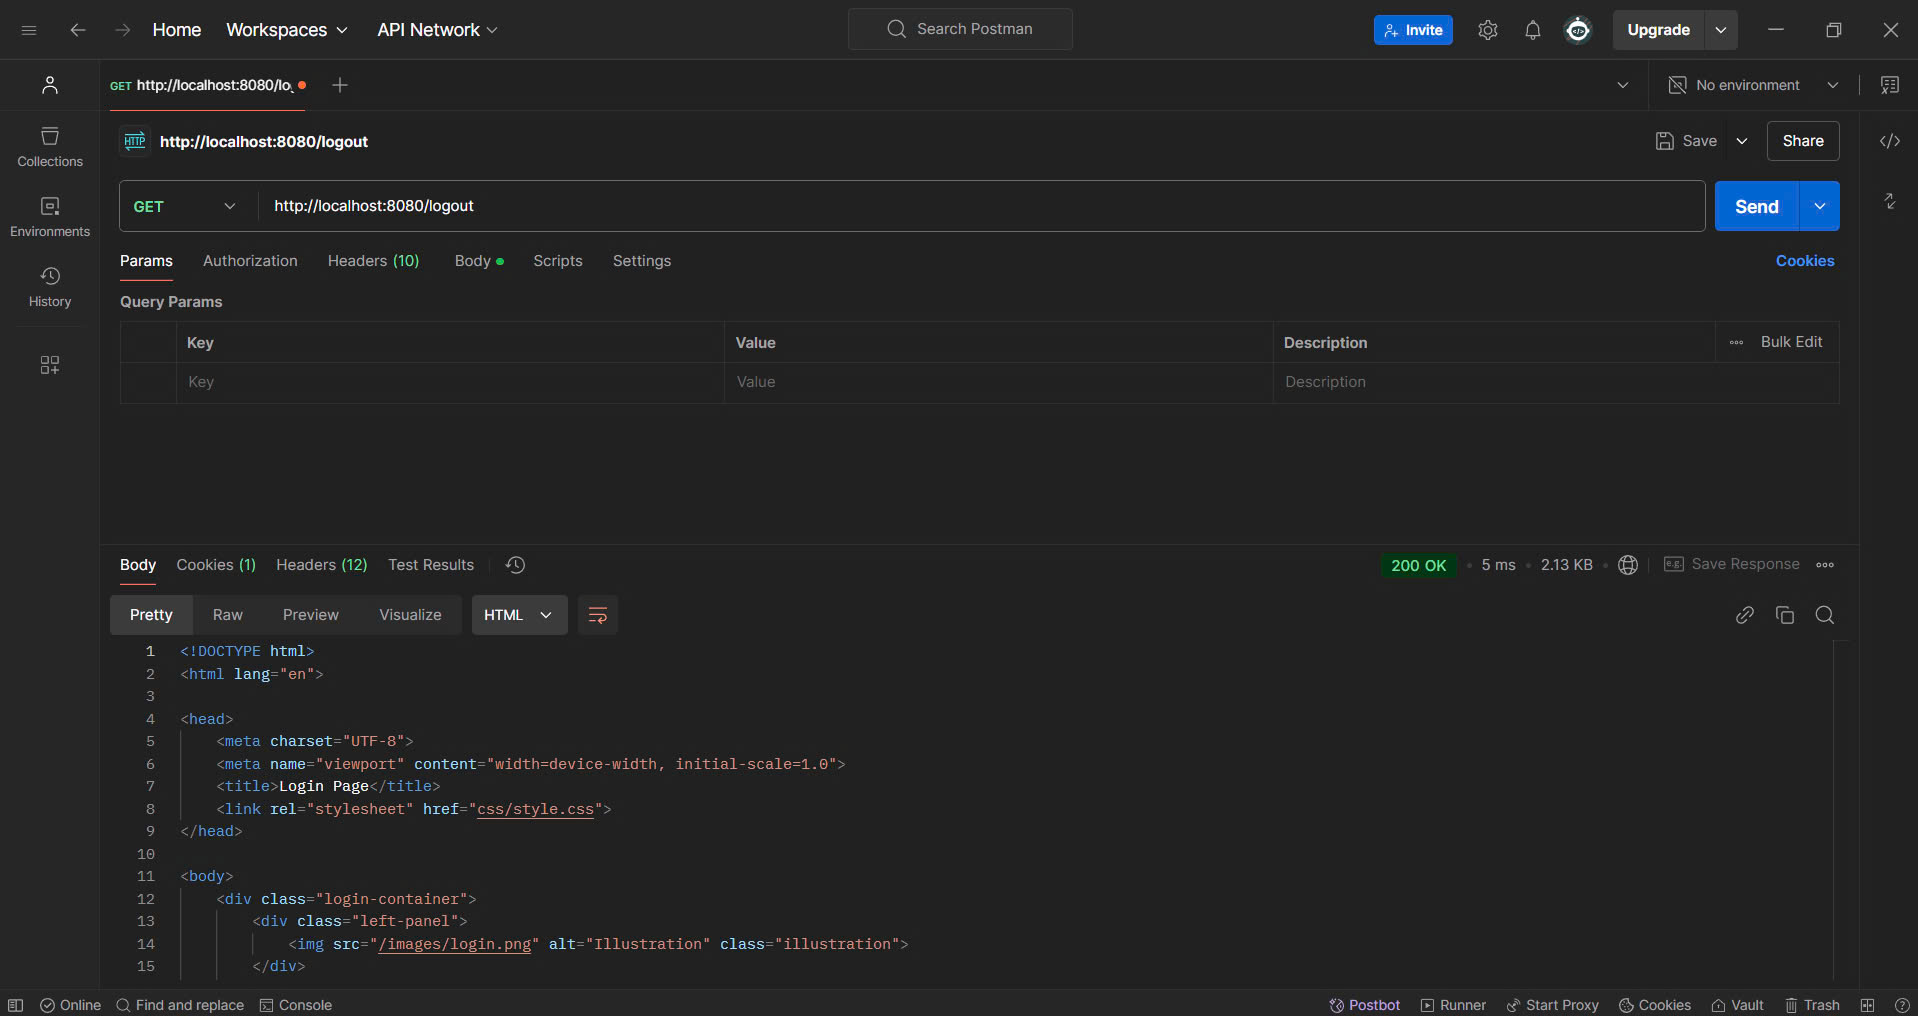 Home Workspaces API Network Search Postman Invite Upgrade
GET http://localhost:8080/lo No environment
HTTP http://localhost:8080/logout Save Share
Collections
GET http://localhost:8080/logout Send
Environments
Params Authorization Headers (10) Body Scripts Settings Cookies
History
Query Params
Key Value Description Bulk Edit
Key Value Description
Body Cookies (1) Headers (12) Test Results 200 OK 5 ms 2.13 KB e.g. Save Response
Pretty Raw Preview Visualize HTML
1 <!DOCTYPE html>
2 <html lang="en">
3
4 <head>
5 <meta charset="UTF-8">
6 <meta name="viewport" content="width=device-width, initial-scale=1.0">
7 <title>Login Page</title>
8 <link rel="stylesheet" href="css/style.css">
9 </head>
10
11 <body>
12 <div class="login-container">
13 <div class="left-panel">
14 <img src="/images/login.png" alt="Illustration" class="illustration">
15 </div>
Online Find and replace Console Postbot Runner Start Proxy Cookies Vault Trash